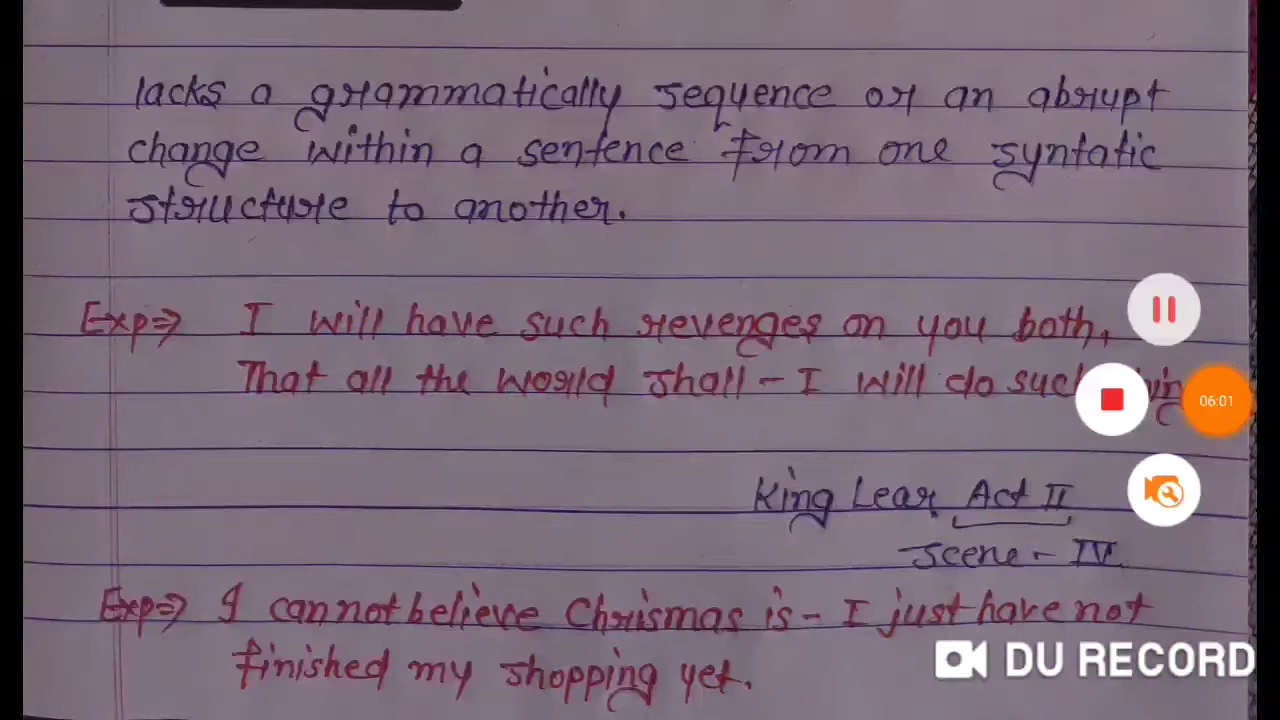 lacks a grammatically sequence or an abrupt
change within a sentence from one syntatic
structure to another.
Exp⇒ I will have such revenges on you both,
That all the world shall - I will do such
06:01
King Lear Act II
Scene - IV
Exp⇒ I cannot believe Chrismas is - I just have not
finished my shopping yet.
DU RECORD